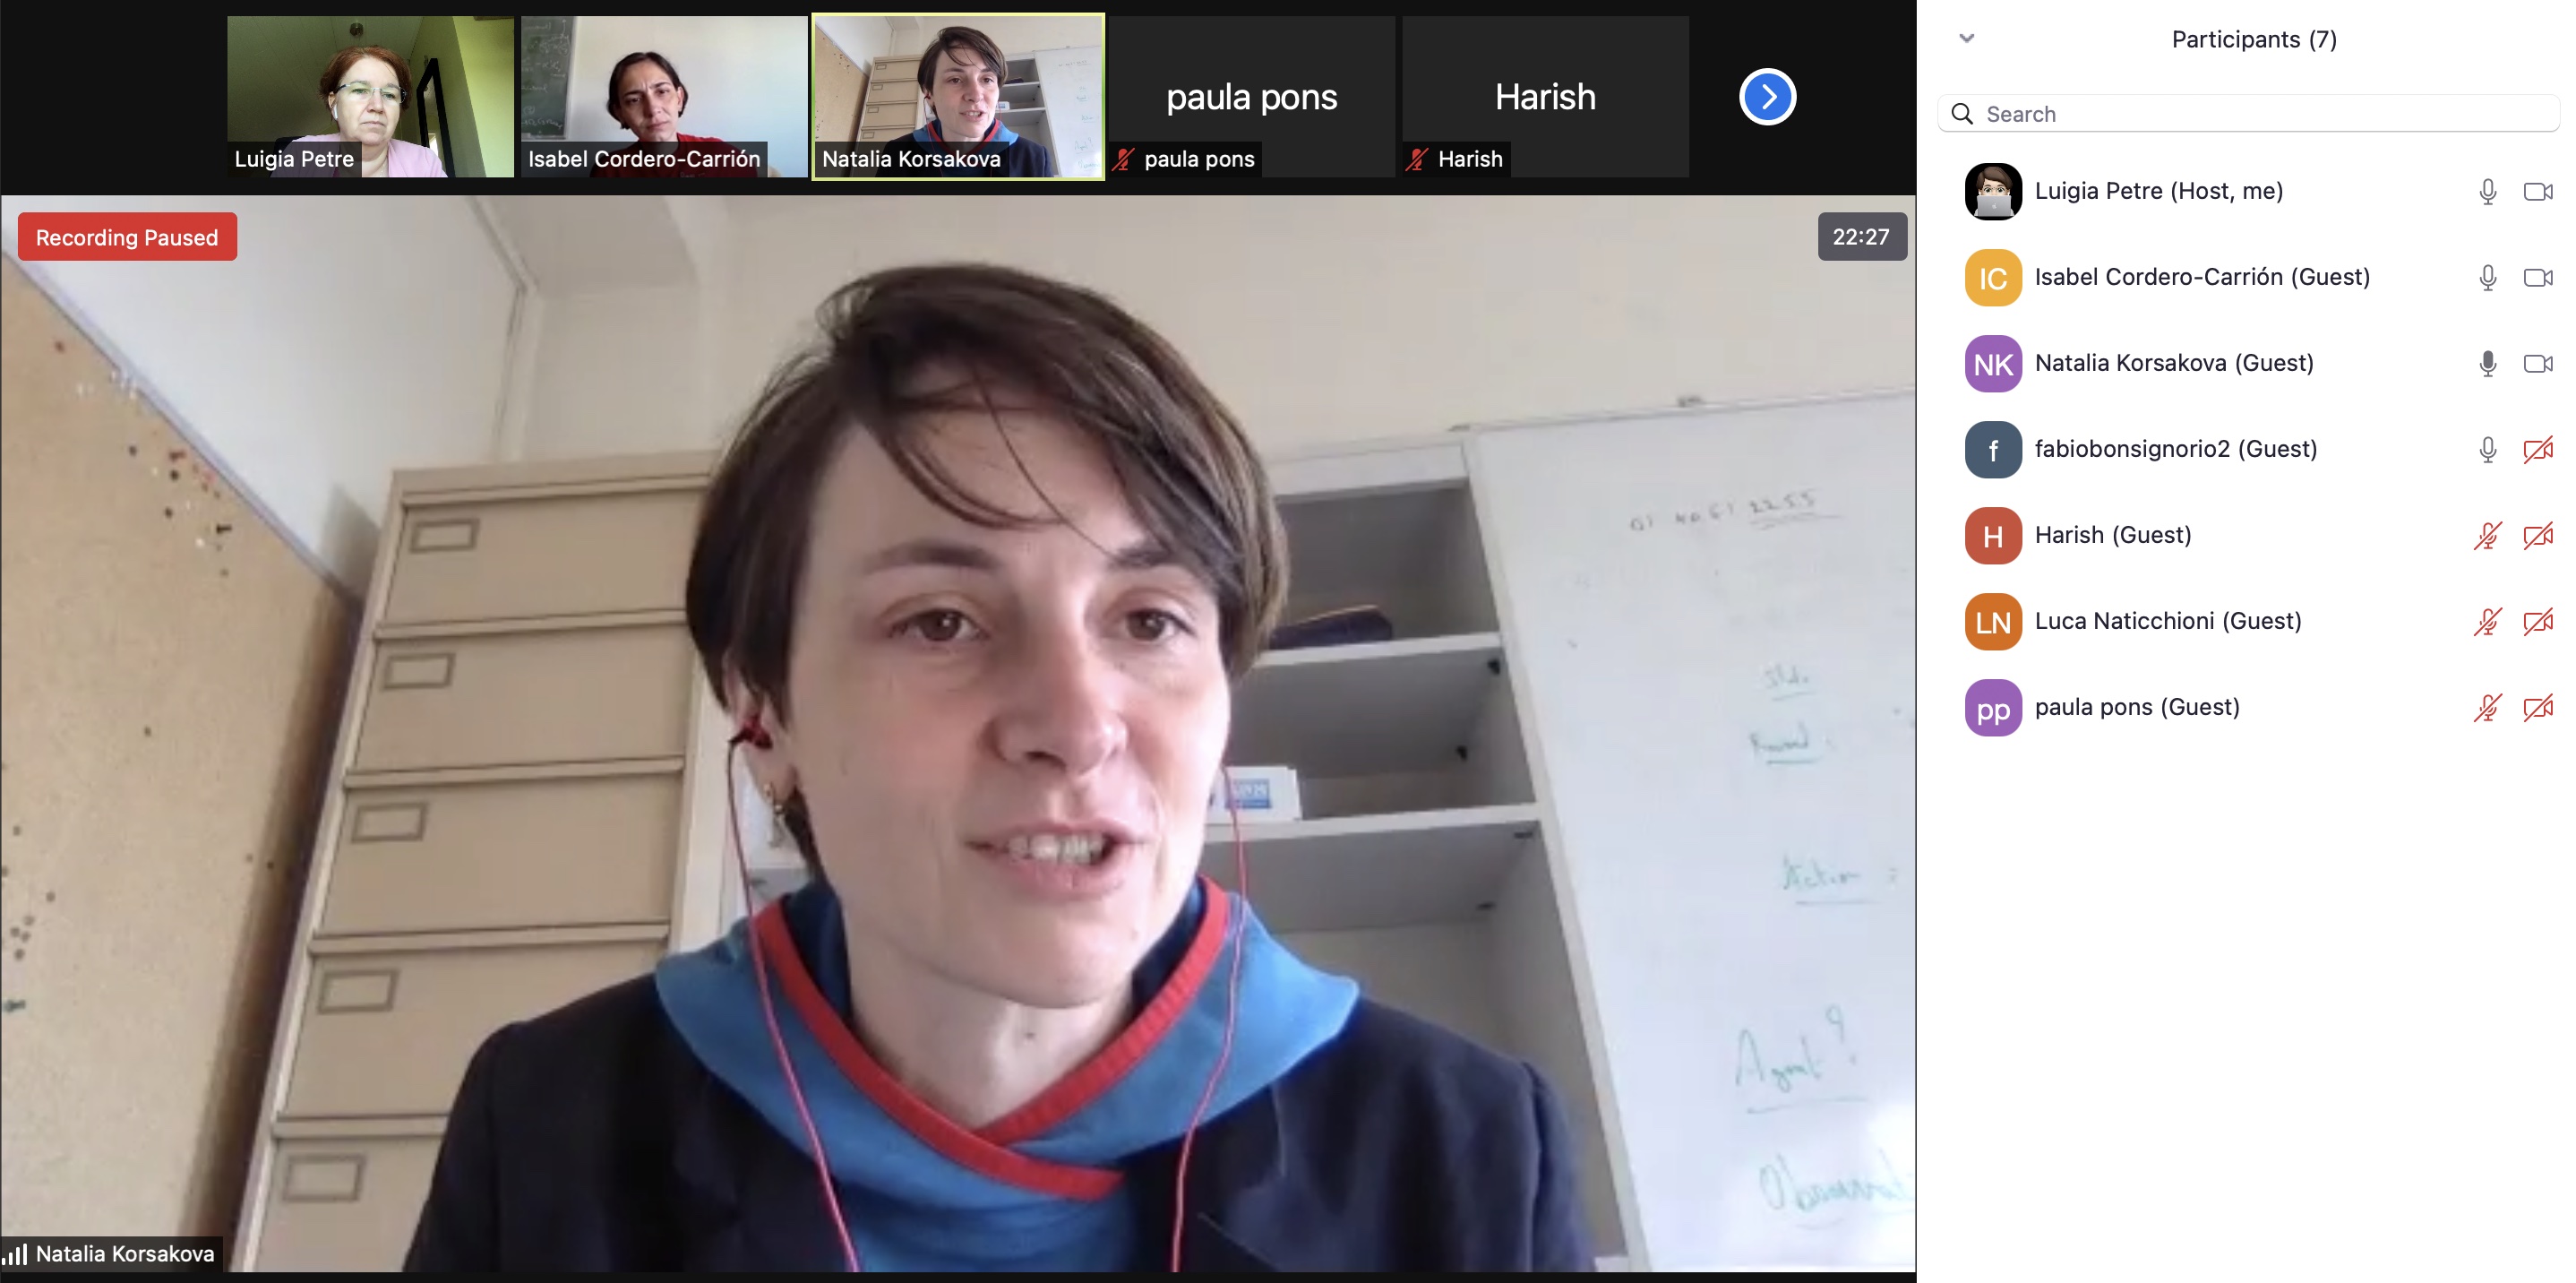 Luigia Petre
Isabel Cordero-Carrión
Natalia Korsakova
paula pons
paula pons
Harish
Harish
Recording Paused
22:27
Action :
Agent ?
Natalia Korsakova
Participants (7)
Search
Luigia Petre (Host, me)
IC Isabel Cordero-Carrión (Guest)
NK Natalia Korsakova (Guest)
f fabiobonsignorio2 (Guest)
H Harish (Guest)
LN Luca Naticchioni (Guest)
pp paula pons (Guest)